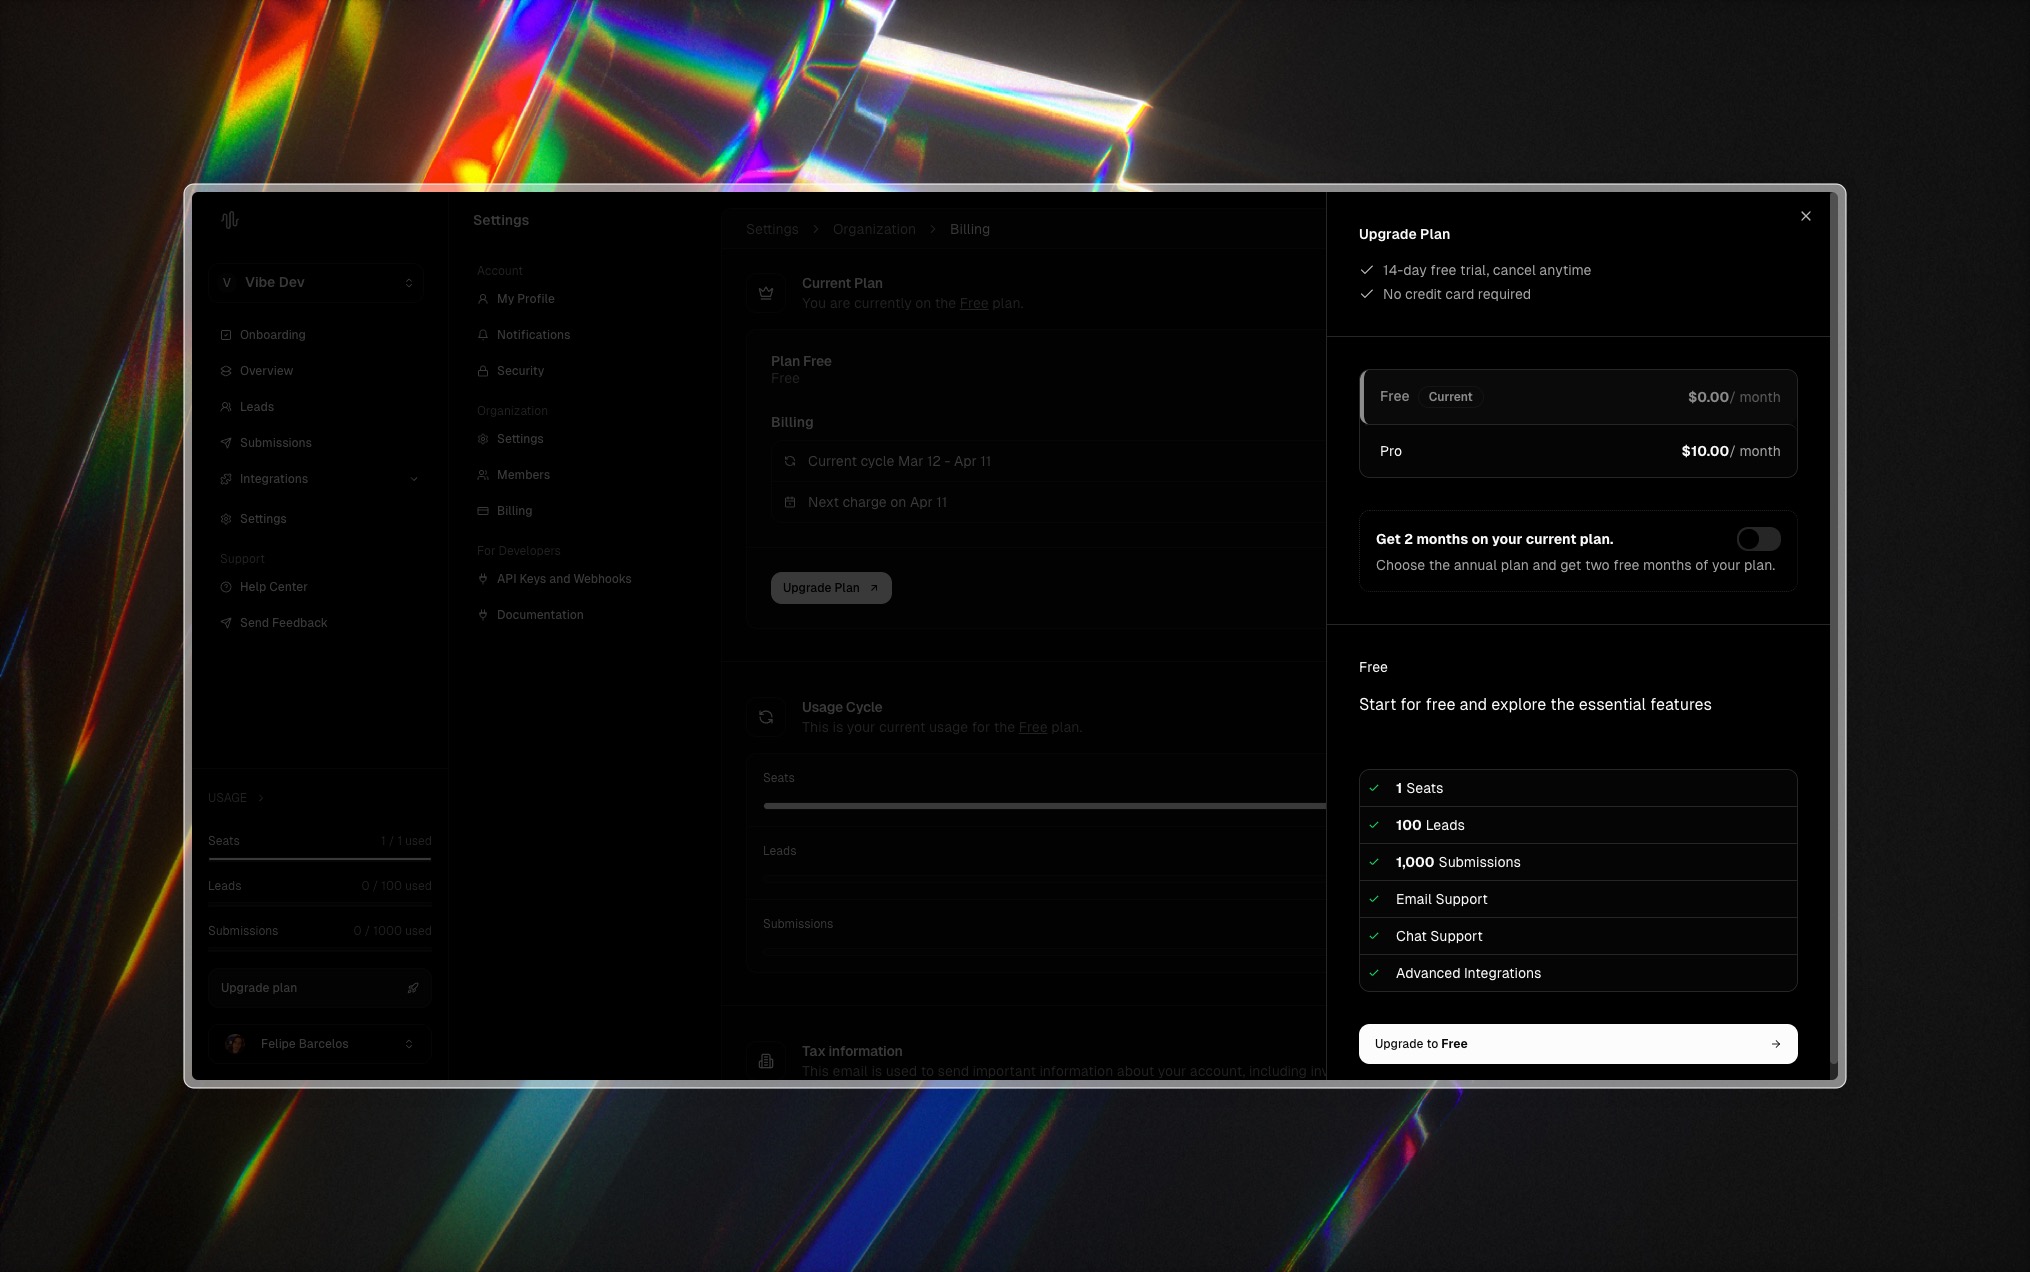 Vibe Dev
V
Onboarding
Overview
Leads
Submissions
Integrations
Settings
Support
Help Center
Send Feedback
USAGE
Seats 1 / 1 used
Leads 0 / 100 used
Submissions 0 / 1000 used
Upgrade plan
Felipe Barcelos
Settings
Account
My Profile
Notifications
Security
Organization
Settings
Members
Billing
For Developers
API Keys and Webhooks
Documentation
Settings > Organization > Billing
Current Plan
You are currently on the Free plan.
Plan Free
Free
Billing
Current cycle Mar 12 - Apr 11
Next charge on Apr 11
Upgrade Plan
Usage Cycle
This is your current usage for the Free plan.
Seats
Leads
Submissions
Tax information
This email is used to send important information about your account, including inv
Upgrade Plan
14-day free trial, cancel anytime
No credit card required
Free Current $0.00/ month
Pro $10.00/ month
Get 2 months on your current plan.
Choose the annual plan and get two free months of your plan.
Free
Start for free and explore the essential features
1 Seats
100 Leads
1,000 Submissions
Email Support
Chat Support
Advanced Integrations
Upgrade to Free